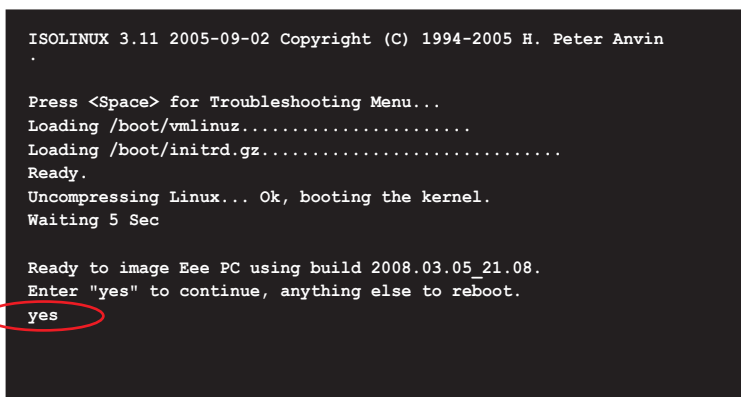 ISOLINUX 3.11 2005-09-02 Copyright (C) 1994-2005 H. Peter Anvin
.
Press <Space> for Troubleshooting Menu...
Loading /boot/vmlinuz.......................
Loading /boot/initrd.gz..............................
Ready.
Uncompressing Linux... Ok, booting the kernel.
Waiting 5 Sec
Ready to image Eee PC using build 2008.03.05_21.08.
Enter "yes" to continue, anything else to reboot.
yes